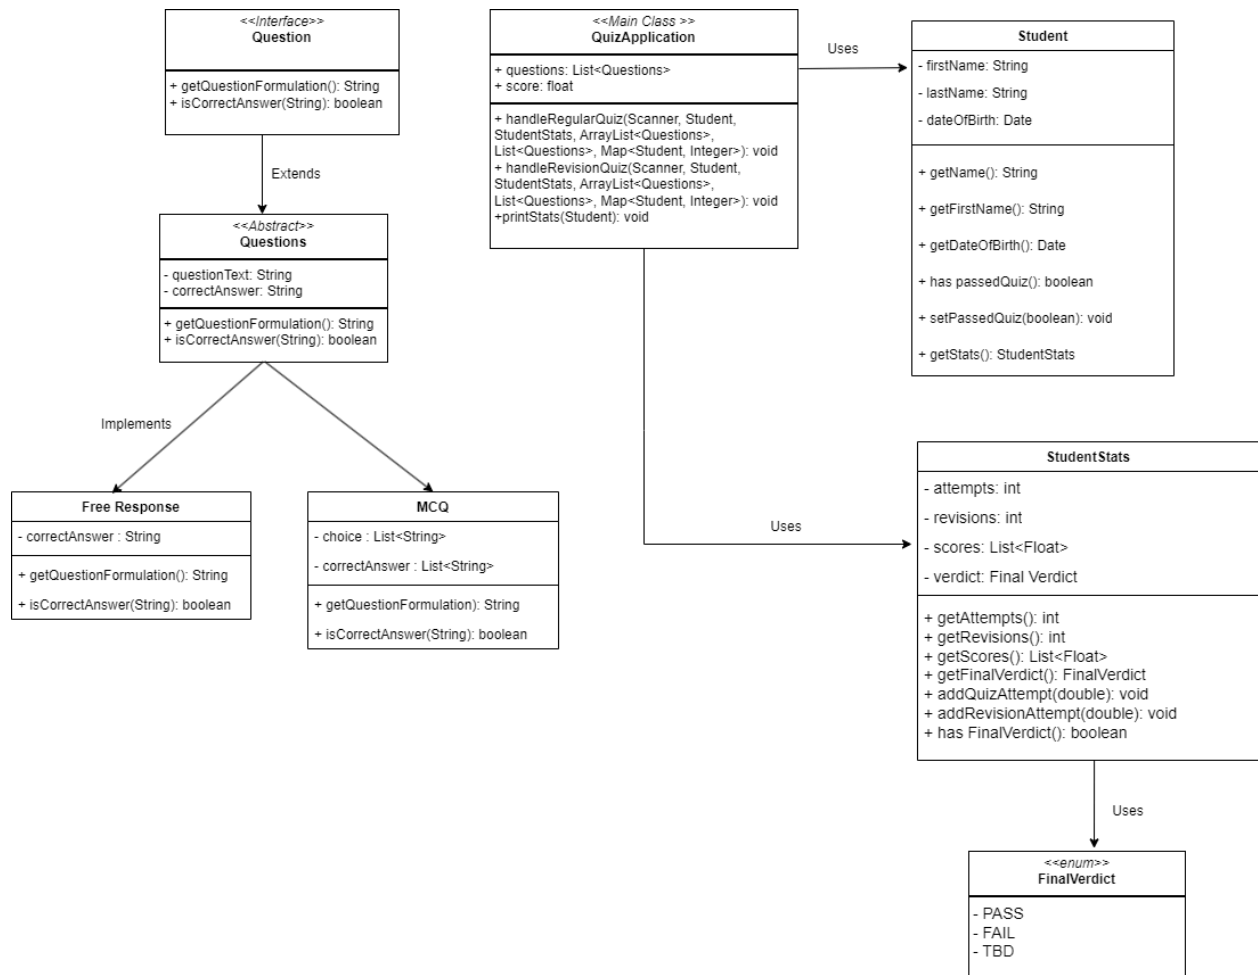 <<Interface>>
Question
+ getQuestionFormulation(): String
+ isCorrectAnswer(String): boolean
Extends
<<Abstract>>
Questions
- questionText: String
- correctAnswer: String
+ getQuestionFormulation(): String
+ isCorrectAnswer(String): boolean
Implements
Free Response
- correctAnswer : String
+ getQuestionFormulation(): String
+ isCorrectAnswer(String): boolean
MCQ
- choice : List<String>
- correctAnswer : List<String>
+ getQuestionFormulation): String
+ isCorrectAnswer(String): boolean
<<Main Class >>
QuizApplication
+ questions: List<Questions>
+ score: float
+ handleRegularQuiz(Scanner, Student,
StudentStats, ArrayList<Questions>,
List<Questions>, Map<Student, Integer>): void
+ handleRevisionQuiz(Scanner, Student,
StudentStats, ArrayList<Questions>,
List<Questions>, Map<Student, Integer>): void
+printStats(Student): void
Uses
Student
- firstName: String
- lastName: String
- dateOfBirth: Date
+ getName(): String
+ getFirstName(): String
+ getDateOfBirth(): Date
+ has passedQuiz(): boolean
+ setPassedQuiz(boolean): void
+ getStats(): StudentStats
Uses
StudentStats
- attempts: int
- revisions: int
- scores: List<Float>
- verdict: Final Verdict
+ getAttempts(): int
+ getRevisions(): int
+ getScores(): List<Float>
+ getFinalVerdict(): FinalVerdict
+ addQuizAttempt(double): void
+ addRevisionAttempt(double): void
+ has FinalVerdict(): boolean
Uses
<<enum>>
FinalVerdict
- PASS
- FAIL
- TBD